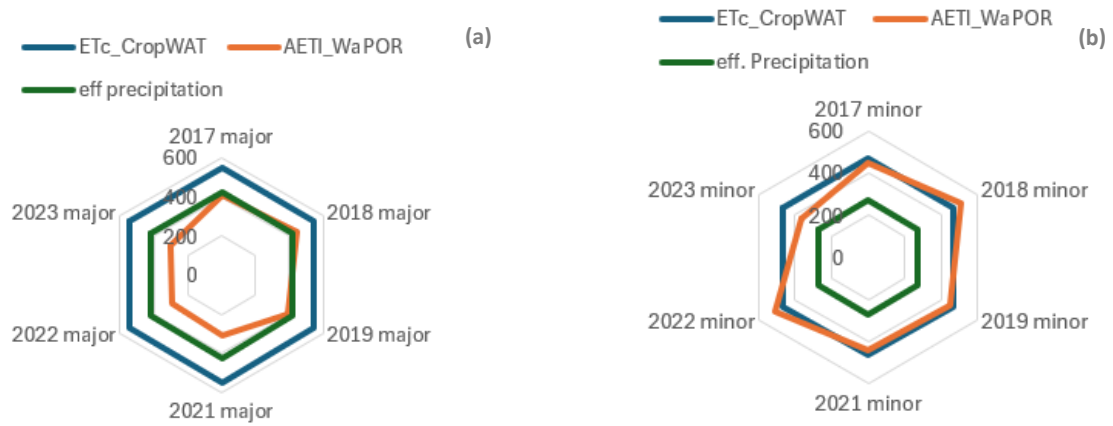 ETc_CropWAT
AETI_WaPOR
(a)
eff precipitation
2017 major
600
400
200
0
2018 major
2019 major
2021 major
2022 major
2023 major
ETc_CropWAT
AETI_WaPOR
(b)
eff. Precipitation
2017 minor
600
400
200
0
2018 minor
2019 minor
2021 minor
2022 minor
2023 minor